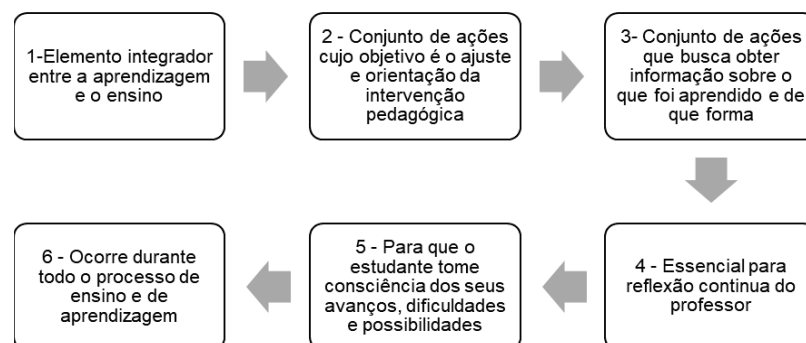 1-Elemento integrador
entre a aprendizagem
e o ensino
2 - Conjunto de ações
cujo objetivo é o ajuste
e orientação da
intervenção
pedagógica
3- Conjunto de ações
que busca obter
informação sobre o
que foi aprendido e de
que forma
4 - Essencial para
reflexão continua do
professor
5 - Para que o
estudante tome
consciência dos seus
avanços, dificuldades
e possibilidades
6 - Ocorre durante
todo o processo de
ensino e de
aprendizagem